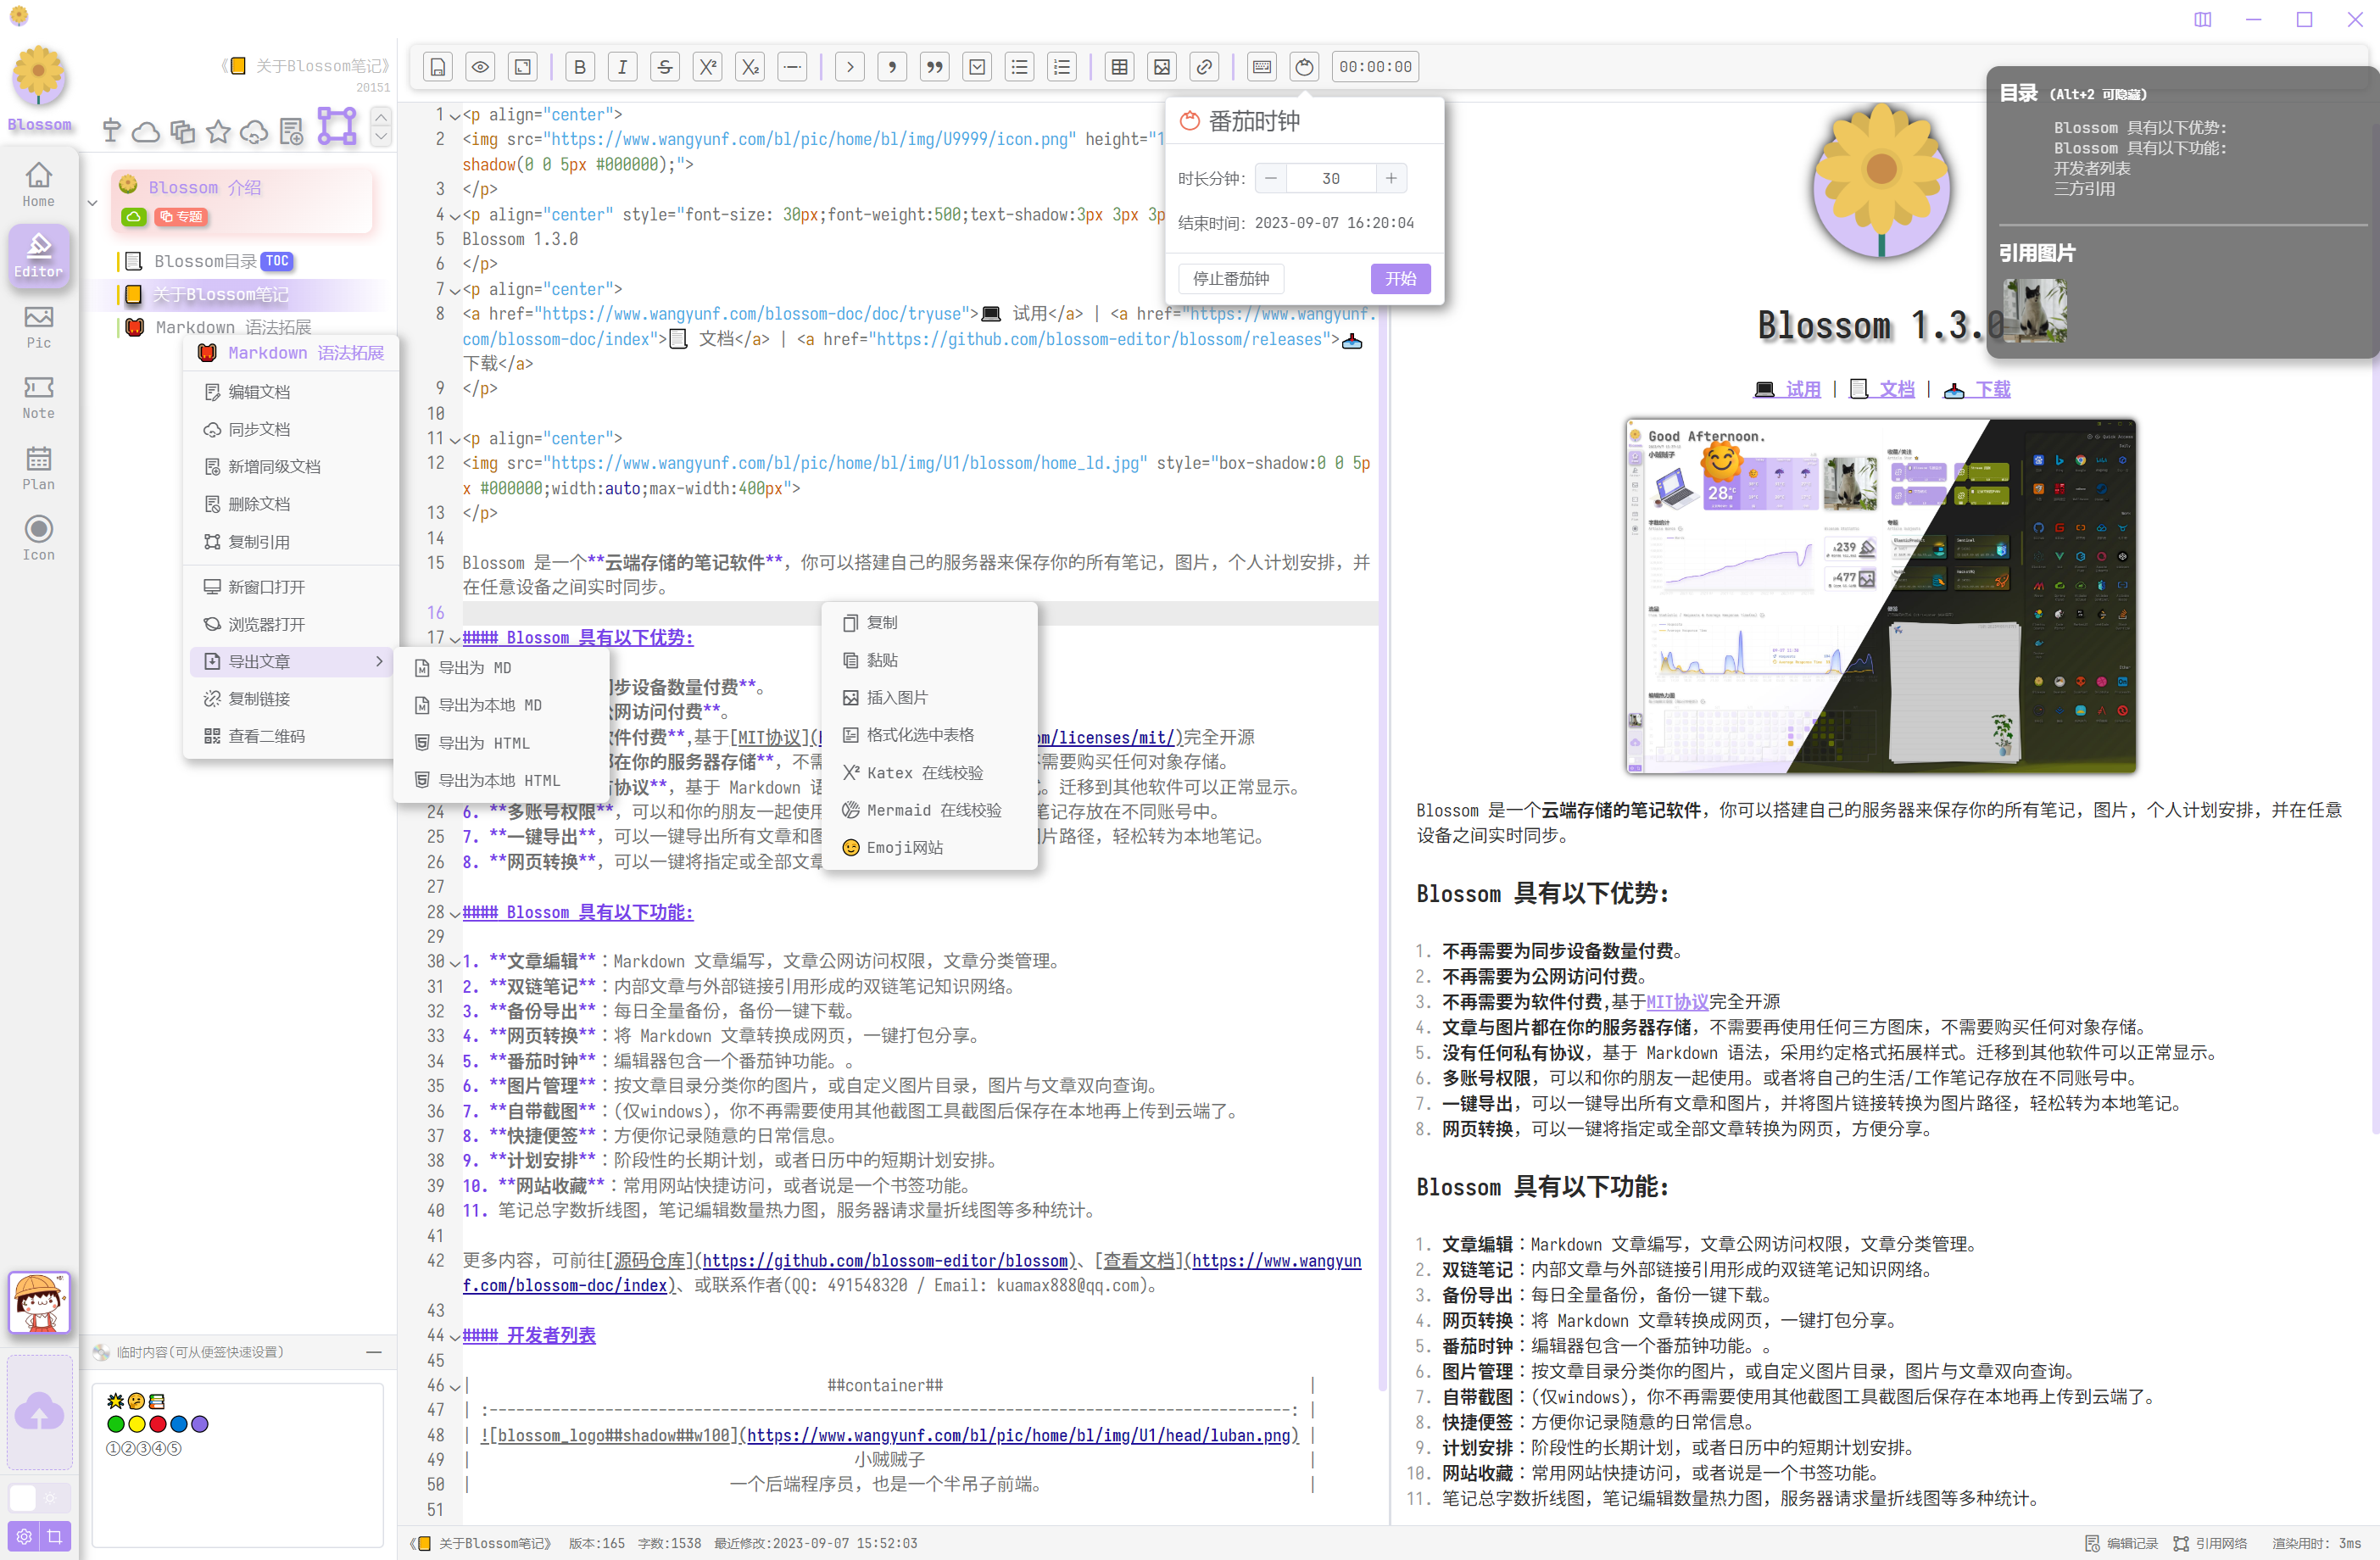 《📒 关于Blossom笔记》
20151
Blossom
Home
Editor
Pic
Note
Plan
Icon
Blossom 介绍
专题
Blossom目录 TOC
关于Blossom笔记
Markdown 语法拓展
Markdown 语法拓展
编辑文档
同步文档
新增同级文档
删除文档
复制引用
新窗口打开
浏览器打开
导出文章
复制链接
查看二维码
导出为 MD
导出为本地 MD
导出为 HTML
导出为本地 HTML
临时内容(可从便签快速设置)
①②③④⑤
00:00:00
番茄时钟
时长分钟: 30
结束时间: 2023-09-07 16:20:04
停止番茄钟 开始
1 <p align="center">
2 <img src="https://www.wangyunf.com/bl/pic/home/bl/img/U9999/icon.png" height="1
shadow(0 0 5px #000000);">
3 </p>
4 <p align="center" style="font-size: 30px;font-weight:500;text-shadow:3px 3px 3p
5 Blossom 1.3.0
6 </p>
7 <p align="center">
8 <a href="https://www.wangyunf.com/blossom-doc/doc/tryuse">💻 试用</a> | <a href="https://www.wangyunf.
com/blossom-doc/index">📃 文档</a> | <a href="https://github.com/blossom-editor/blossom/releases">📥
下载</a>
9 </p>
10
11 <p align="center">
12 <img src="https://www.wangyunf.com/bl/pic/home/bl/img/U1/blossom/home_ld.jpg" style="box-shadow:0 0 5p
x #000000;width:auto;max-width:400px">
13 </p>
14
15 Blossom 是一个**云端存储的笔记软件**，你可以搭建自己的服务器来保存你的所有笔记，图片，个人计划安排，并
在任意设备之间实时同步。
16
17 #### Blossom 具有以下优势:
步设备数量付费**。
网访问付费**。
件付费**,基于[MIT协议](
om/licenses/mit/)完全开源
在你的服务器存储**，不需
需要购买任何对象存储。
协议**，基于 Markdown 语
。迁移到其他软件可以正常显示。
24 6. **多账号权限**，可以和你的朋友一起使用
笔记存放在不同账号中。
25 7. **一键导出**，可以一键导出所有文章和图
片路径，轻松转为本地笔记。
26 8. **网页转换**，可以一键将指定或全部文章
27
28 #### Blossom 具有以下功能:
29
30 1. **文章编辑**：Markdown 文章编写，文章公网访问权限，文章分类管理。
31 2. **双链笔记**：内部文章与外部链接引用形成的双链笔记知识网络。
32 3. **备份导出**：每日全量备份，备份一键下载。
33 4. **网页转换**：将 Markdown 文章转换成网页，一键打包分享。
34 5. **番茄时钟**：编辑器包含一个番茄钟功能。。
35 6. **图片管理**：按文章目录分类你的图片，或自定义图片目录，图片与文章双向查询。
36 7. **自带截图**：(仅windows)，你不再需要使用其他截图工具截图后保存在本地再上传到云端了。
37 8. **快捷便签**：方便你记录随意的日常信息。
38 9. **计划安排**：阶段性的长期计划，或者日历中的短期计划安排。
39 10. **网站收藏**：常用网站快捷访问，或者说是一个书签功能。
40 11. 笔记总字数折线图，笔记编辑数量热力图，服务器请求量折线图等多种统计。
41
42 更多内容，可前往[源码仓库](https://github.com/blossom-editor/blossom)、[查看文档](https://www.wangyun
f.com/blossom-doc/index)、或联系作者(QQ: 491548320 / Email: kuamax888@qq.com)。
43
44 #### 开发者列表
45
46 | ##container## |
47 | :------------------------------------------------------------------------------------------: |
48 | ![blossom_logo##shadow##w100](https://www.wangyunf.com/bl/pic/home/bl/img/U1/head/luban.png) |
49 | 小贼贼子 |
50 | 一个后端程序员，也是一个半吊子前端。 |
51
复制
黏贴
插入图片
格式化选中表格
Katex 在线校验
Mermaid 在线校验
Emoji网站
目录 (Alt+2 可隐藏)
Blossom 具有以下优势:
Blossom 具有以下功能:
开发者列表
三方引用
引用图片
Blossom 1.3.0
💻 试用 | 📃 文档 | 📥 下载
Good Afternoon.
28
239
477
Blossom 是一个云端存储的笔记软件，你可以搭建自己的服务器来保存你的所有笔记，图片，个人计划安排，并在任意
设备之间实时同步。
Blossom 具有以下优势:
1. 不再需要为同步设备数量付费。
2. 不再需要为公网访问付费。
3. 不再需要为软件付费,基于MIT协议完全开源
4. 文章与图片都在你的服务器存储，不需要再使用任何三方图床，不需要购买任何对象存储。
5. 没有任何私有协议，基于 Markdown 语法，采用约定格式拓展样式。迁移到其他软件可以正常显示。
6. 多账号权限，可以和你的朋友一起使用。或者将自己的生活/工作笔记存放在不同账号中。
7. 一键导出，可以一键导出所有文章和图片，并将图片链接转换为图片路径，轻松转为本地笔记。
8. 网页转换，可以一键将指定或全部文章转换为网页，方便分享。
Blossom 具有以下功能:
1. 文章编辑：Markdown 文章编写，文章公网访问权限，文章分类管理。
2. 双链笔记：内部文章与外部链接引用形成的双链笔记知识网络。
3. 备份导出：每日全量备份，备份一键下载。
4. 网页转换：将 Markdown 文章转换成网页，一键打包分享。
5. 番茄时钟：编辑器包含一个番茄钟功能。。
6. 图片管理：按文章目录分类你的图片，或自定义图片目录，图片与文章双向查询。
7. 自带截图：(仅windows)，你不再需要使用其他截图工具截图后保存在本地再上传到云端了。
8. 快捷便签：方便你记录随意的日常信息。
9. 计划安排：阶段性的长期计划，或者日历中的短期计划安排。
10. 网站收藏：常用网站快捷访问，或者说是一个书签功能。
11. 笔记总字数折线图，笔记编辑数量热力图，服务器请求量折线图等多种统计。
《📒 关于Blossom笔记》 版本:165 字数:1538 最近修改:2023-09-07 15:52:03
编辑记录 引用网络 渲染用时: 3ms